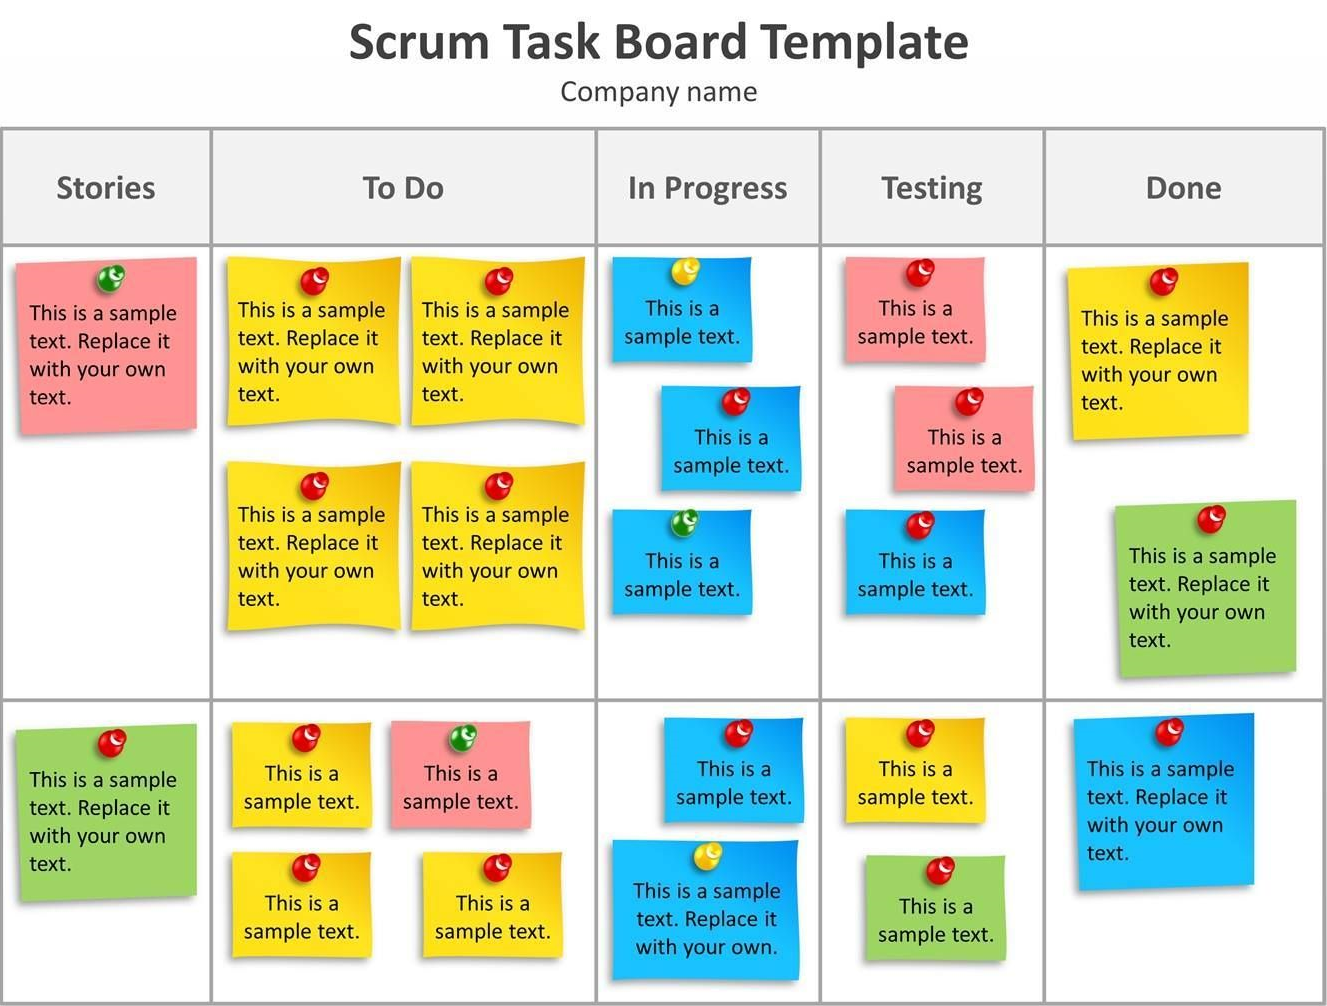 Scrum Task Board Template
Company name
Stories
To Do
In Progress
Testing
Done
This is a sample
text. Replace it
with your own
text.
This is a sample
text. Replace it
with your own
text.
This is a sample
text. Replace it
with your own
text.
This is a sample
text. Replace it
with your own
text.
This is a sample
text. Replace it
with your own
text.
This is a
sample text.
This is a
sample text.
This is a
sample text.
This is a
sample text.
This is a
sample text.
This is a
sample text.
This is a sample
text. Replace it
with your own
text.
This is a sample
text. Replace it
with your own
text.
This is a sample
text. Replace it
with your own
text.
This is a
sample text.
This is a
sample text.
This is a
sample text.
This is a
sample text.
This is a
sample text.
This is a sample
text. Replace it
with your own.
This is a
sample text.
This is a
sample text.
This is a sample
text. Replace it
with your own
text.